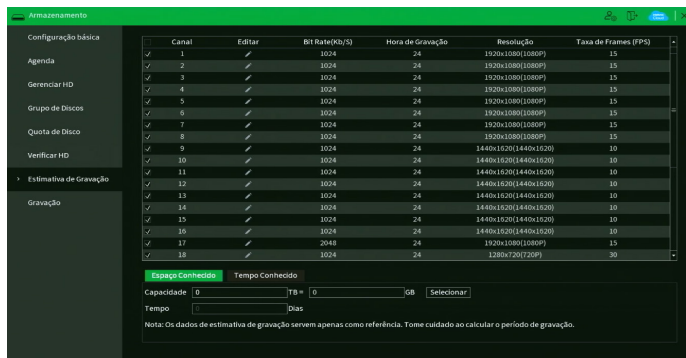 Armazenamento
Configuração básica
Agenda
Gerenciar HD
Grupo de Discos
Quota de Disco
Verificar HD
Estimativa de Gravação
Gravação
Canal Editar Bit Rate(Kb/S) Hora de Gravação Resolução Taxa de Frames (FPS)
1 1024 24 1920x1080(1080P) 15
2 1024 24 1920x1080(1080P) 15
3 1024 24 1920x1080(1080P) 15
4 1024 24 1920x1080(1080P) 15
5 1024 24 1920x1080(1080P) 15
6 1024 24 1920x1080(1080P) 15
7 1024 24 1920x1080(1080P) 15
8 1024 24 1920x1080(1080P) 15
9 1024 24 1440x1620(1440x1620) 10
10 1024 24 1440x1620(1440x1620) 10
11 1024 24 1440x1620(1440x1620) 10
12 1024 24 1440x1620(1440x1620) 10
13 1024 24 1440x1620(1440x1620) 10
14 1024 24 1440x1620(1440x1620) 10
15 1024 24 1440x1620(1440x1620) 10
16 1024 24 1440x1620(1440x1620) 10
17 2048 24 1920x1080(1080P) 15
18 1024 24 1280x720(720P) 30
Espaço Conhecido Tempo Conhecido
Capacidade 0 TB = 0 GB Selecionar
Tempo 0 Dias
Nota: Os dados de estimativa de gravação servem apenas como referência. Tome cuidado ao calcular o período de gravação.